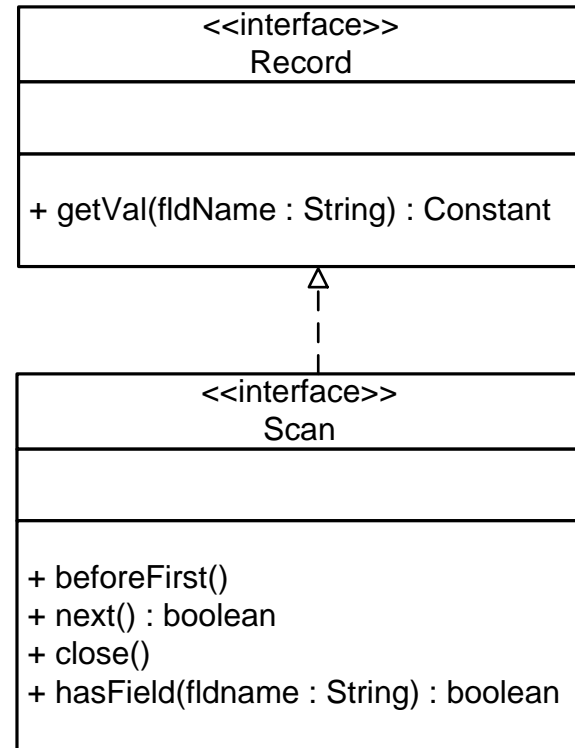 <<interface>>
Record
+ getVal(fldName : String) : Constant
<<interface>>
Scan
+ beforeFirst()
+ next() : boolean
+ close()
+ hasField(fldname : String) : boolean